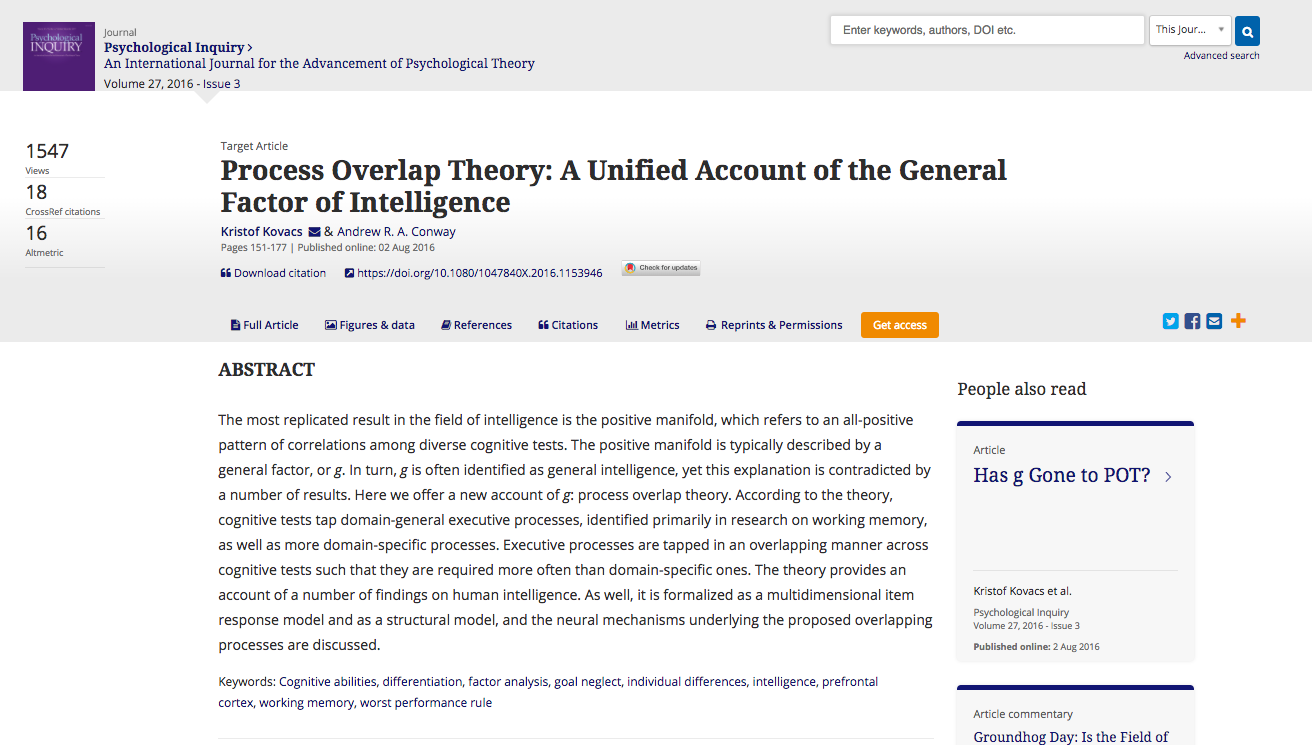 Psychological
INQUIRY
Journal
Psychological Inquiry >
An International Journal for the Advancement of Psychological Theory
Volume 27, 2016 - Issue 3
Enter keywords, authors, DOI etc.
This Jour...
Advanced search
1547
Views
18
CrossRef citations
16
Altmetric
Target Article
Process Overlap Theory: A Unified Account of the General
Factor of Intelligence
Kristof Kovacs & Andrew R. A. Conway
Pages 151-177 | Published online: 02 Aug 2016
Download citation https://doi.org/10.1080/1047840X.2016.1153946 Check for updates
Full Article Figures & data References Citations Metrics Reprints & Permissions Get access
ABSTRACT
The most replicated result in the field of intelligence is the positive manifold, which refers to an all-positive
pattern of correlations among diverse cognitive tests. The positive manifold is typically described by a
general factor, or g. In turn, g is often identified as general intelligence, yet this explanation is contradicted by
a number of results. Here we offer a new account of g: process overlap theory. According to the theory,
cognitive tests tap domain-general executive processes, identified primarily in research on working memory,
as well as more domain-specific processes. Executive processes are tapped in an overlapping manner across
cognitive tests such that they are required more often than domain-specific ones. The theory provides an
account of a number of findings on human intelligence. As well, it is formalized as a multidimensional item
response model and as a structural model, and the neural mechanisms underlying the proposed overlapping
processes are discussed.
Keywords: Cognitive abilities, differentiation, factor analysis, goal neglect, individual differences, intelligence, prefrontal
cortex, working memory, worst performance rule
People also read
Article
Has g Gone to POT? >
Kristof Kovacs et al.
Psychological Inquiry
Volume 27, 2016 - Issue 3
Published online: 2 Aug 2016
Article commentary
Groundhog Day: Is the Field of